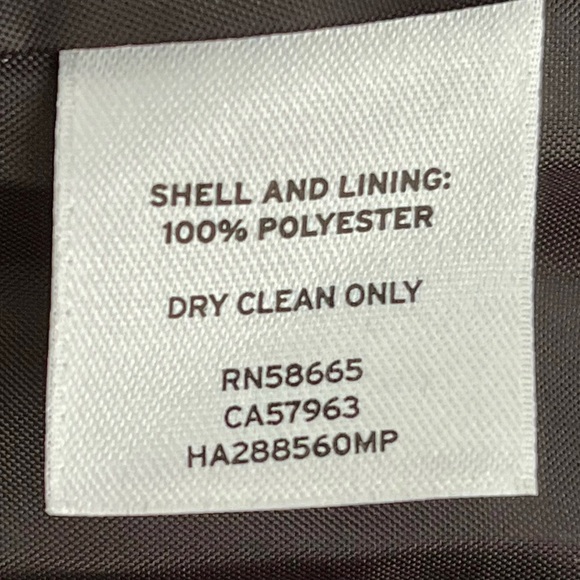 SHELL AND LINING:
100% POLYESTER
DRY CLEAN ONLY
RN58665
CA57963
HA288560MP